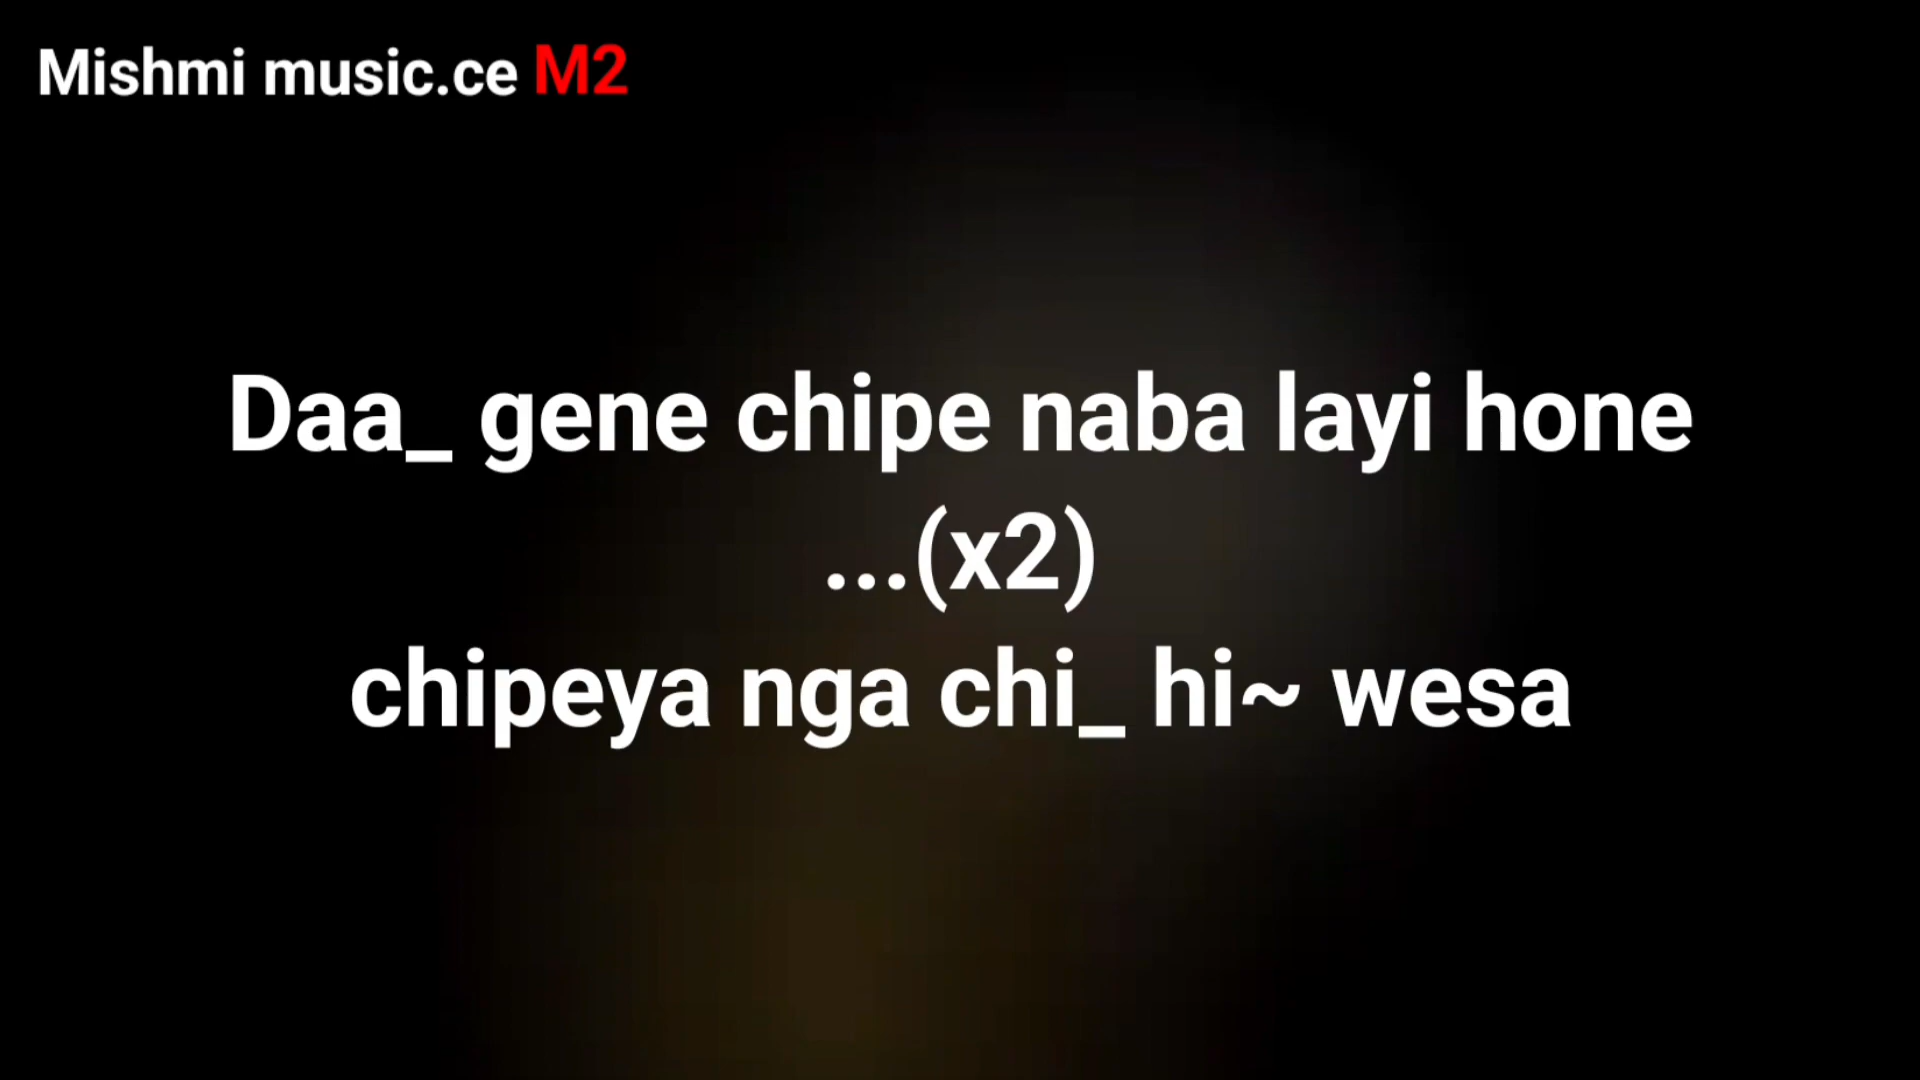 Mishmi music.ce M2
Daa_ gene chipe naba layi hone
...(x2)
chipeya nga chi_ hi~ wesa